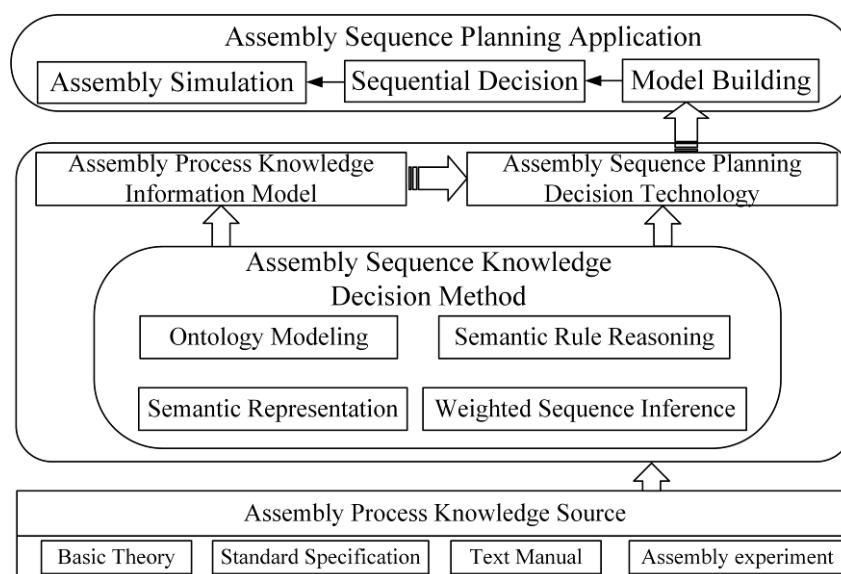 Assembly Sequence Planning Application
Assembly Simulation
Sequential Decision
Model Building
Assembly Process Knowledge
Information Model
Assembly Sequence Planning
Decision Technology
Assembly Sequence Knowledge
Decision Method
Ontology Modeling
Semantic Rule Reasoning
Semantic Representation
Weighted Sequence Inference
Assembly Process Knowledge Source
Basic Theory
Standard Specification
Text Manual
Assembly experiment